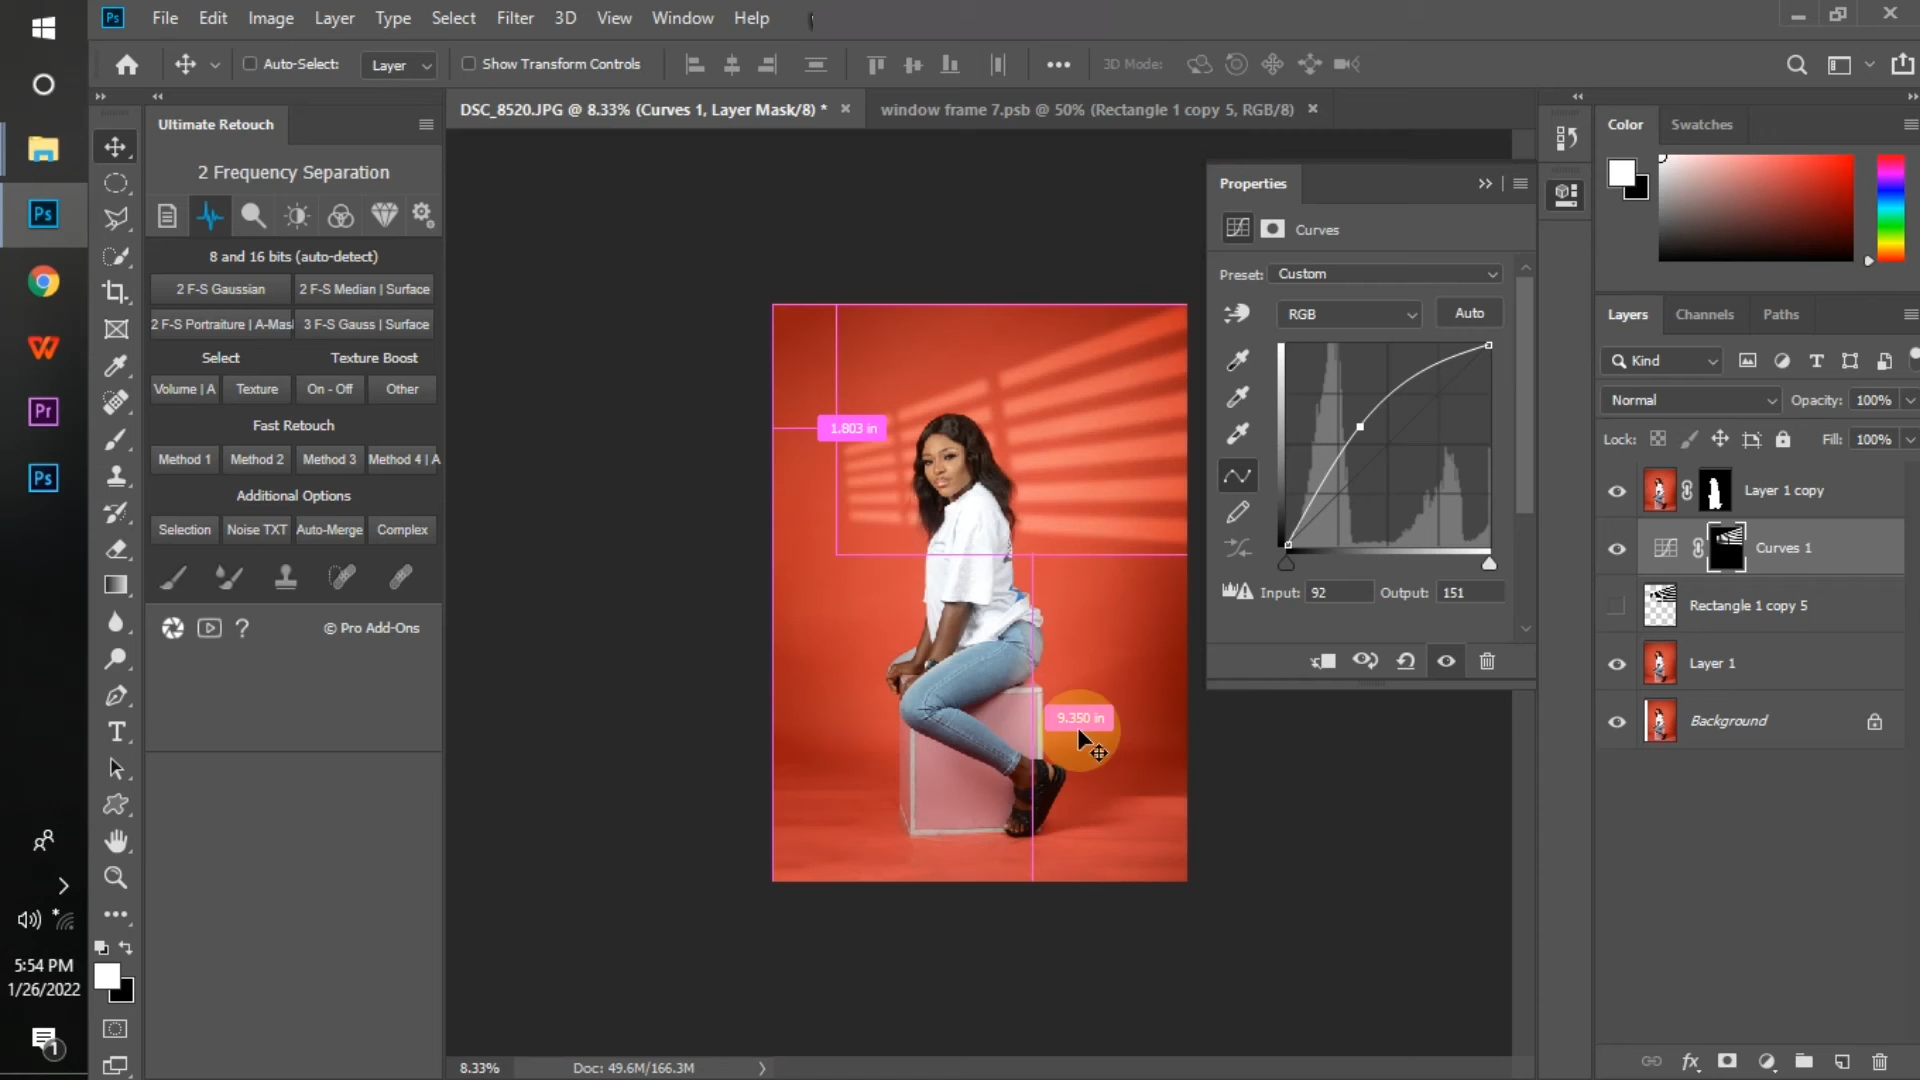 Ps File Edit Image Layer Type Select Filter 3D View Window Help
Auto-Select: Layer Show Transform Controls 3D Mode:
Ultimate Retouch
DSC_8520.JPG @ 8.33% (Curves 1, Layer Mask/8) *
window frame 7.psb @ 50% (Rectangle 1 copy 5, RGB/8)
2 Frequency Separation
8 and 16 bits (auto-detect)
2 F-S Gaussian 2 F-S Median | Surface
2 F-S Portraiture | A-Mas 3 F-S Gauss | Surface
Select Texture Boost
Volume | A Texture On - Off Other
Fast Retouch
Method 1 Method 2 Method 3 Method 4 | A
Additional Options
Selection Noise TXT Auto-Merge Complex
? © Pro Add-Ons
1.803 in
9.350 in
Properties
Curves
Preset: Custom
RGB Auto
Input: 92 Output: 151
Color Swatches
Layers Channels Paths
Kind
Normal Opacity: 100%
Lock: Fill: 100%
Layer 1 copy
Curves 1
Rectangle 1 copy 5
Layer 1
Background
fx
8.33% Doc: 49.6M/166.3M
Ps
W
Pr
Ps
5:54 PM
1/26/2022
1